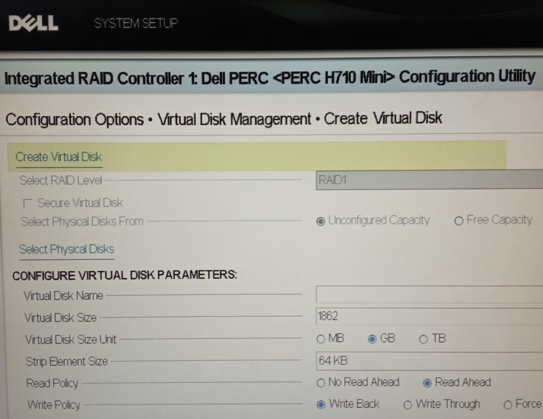 DELL SYSTEM SETUP
Integrated RAID Controller 1: Dell PERC <PERC H710 Mini> Configuration Utility
Configuration Options • Virtual Disk Management • Create Virtual Disk
Create Virtual Disk
Select RAID Level RAID1
Secure Virtual Disk
Select Physical Disks From Unconfigured Capacity Free Capacity
Select Physical Disks
CONFIGURE VIRTUAL DISK PARAMETERS:
Virtual Disk Name
Virtual Disk Size 1862
Virtual Disk Size Unit MB GB TB
Strip Element Size 64 KB
Read Policy No Read Ahead Read Ahead
Write Policy Write Back Write Through Force